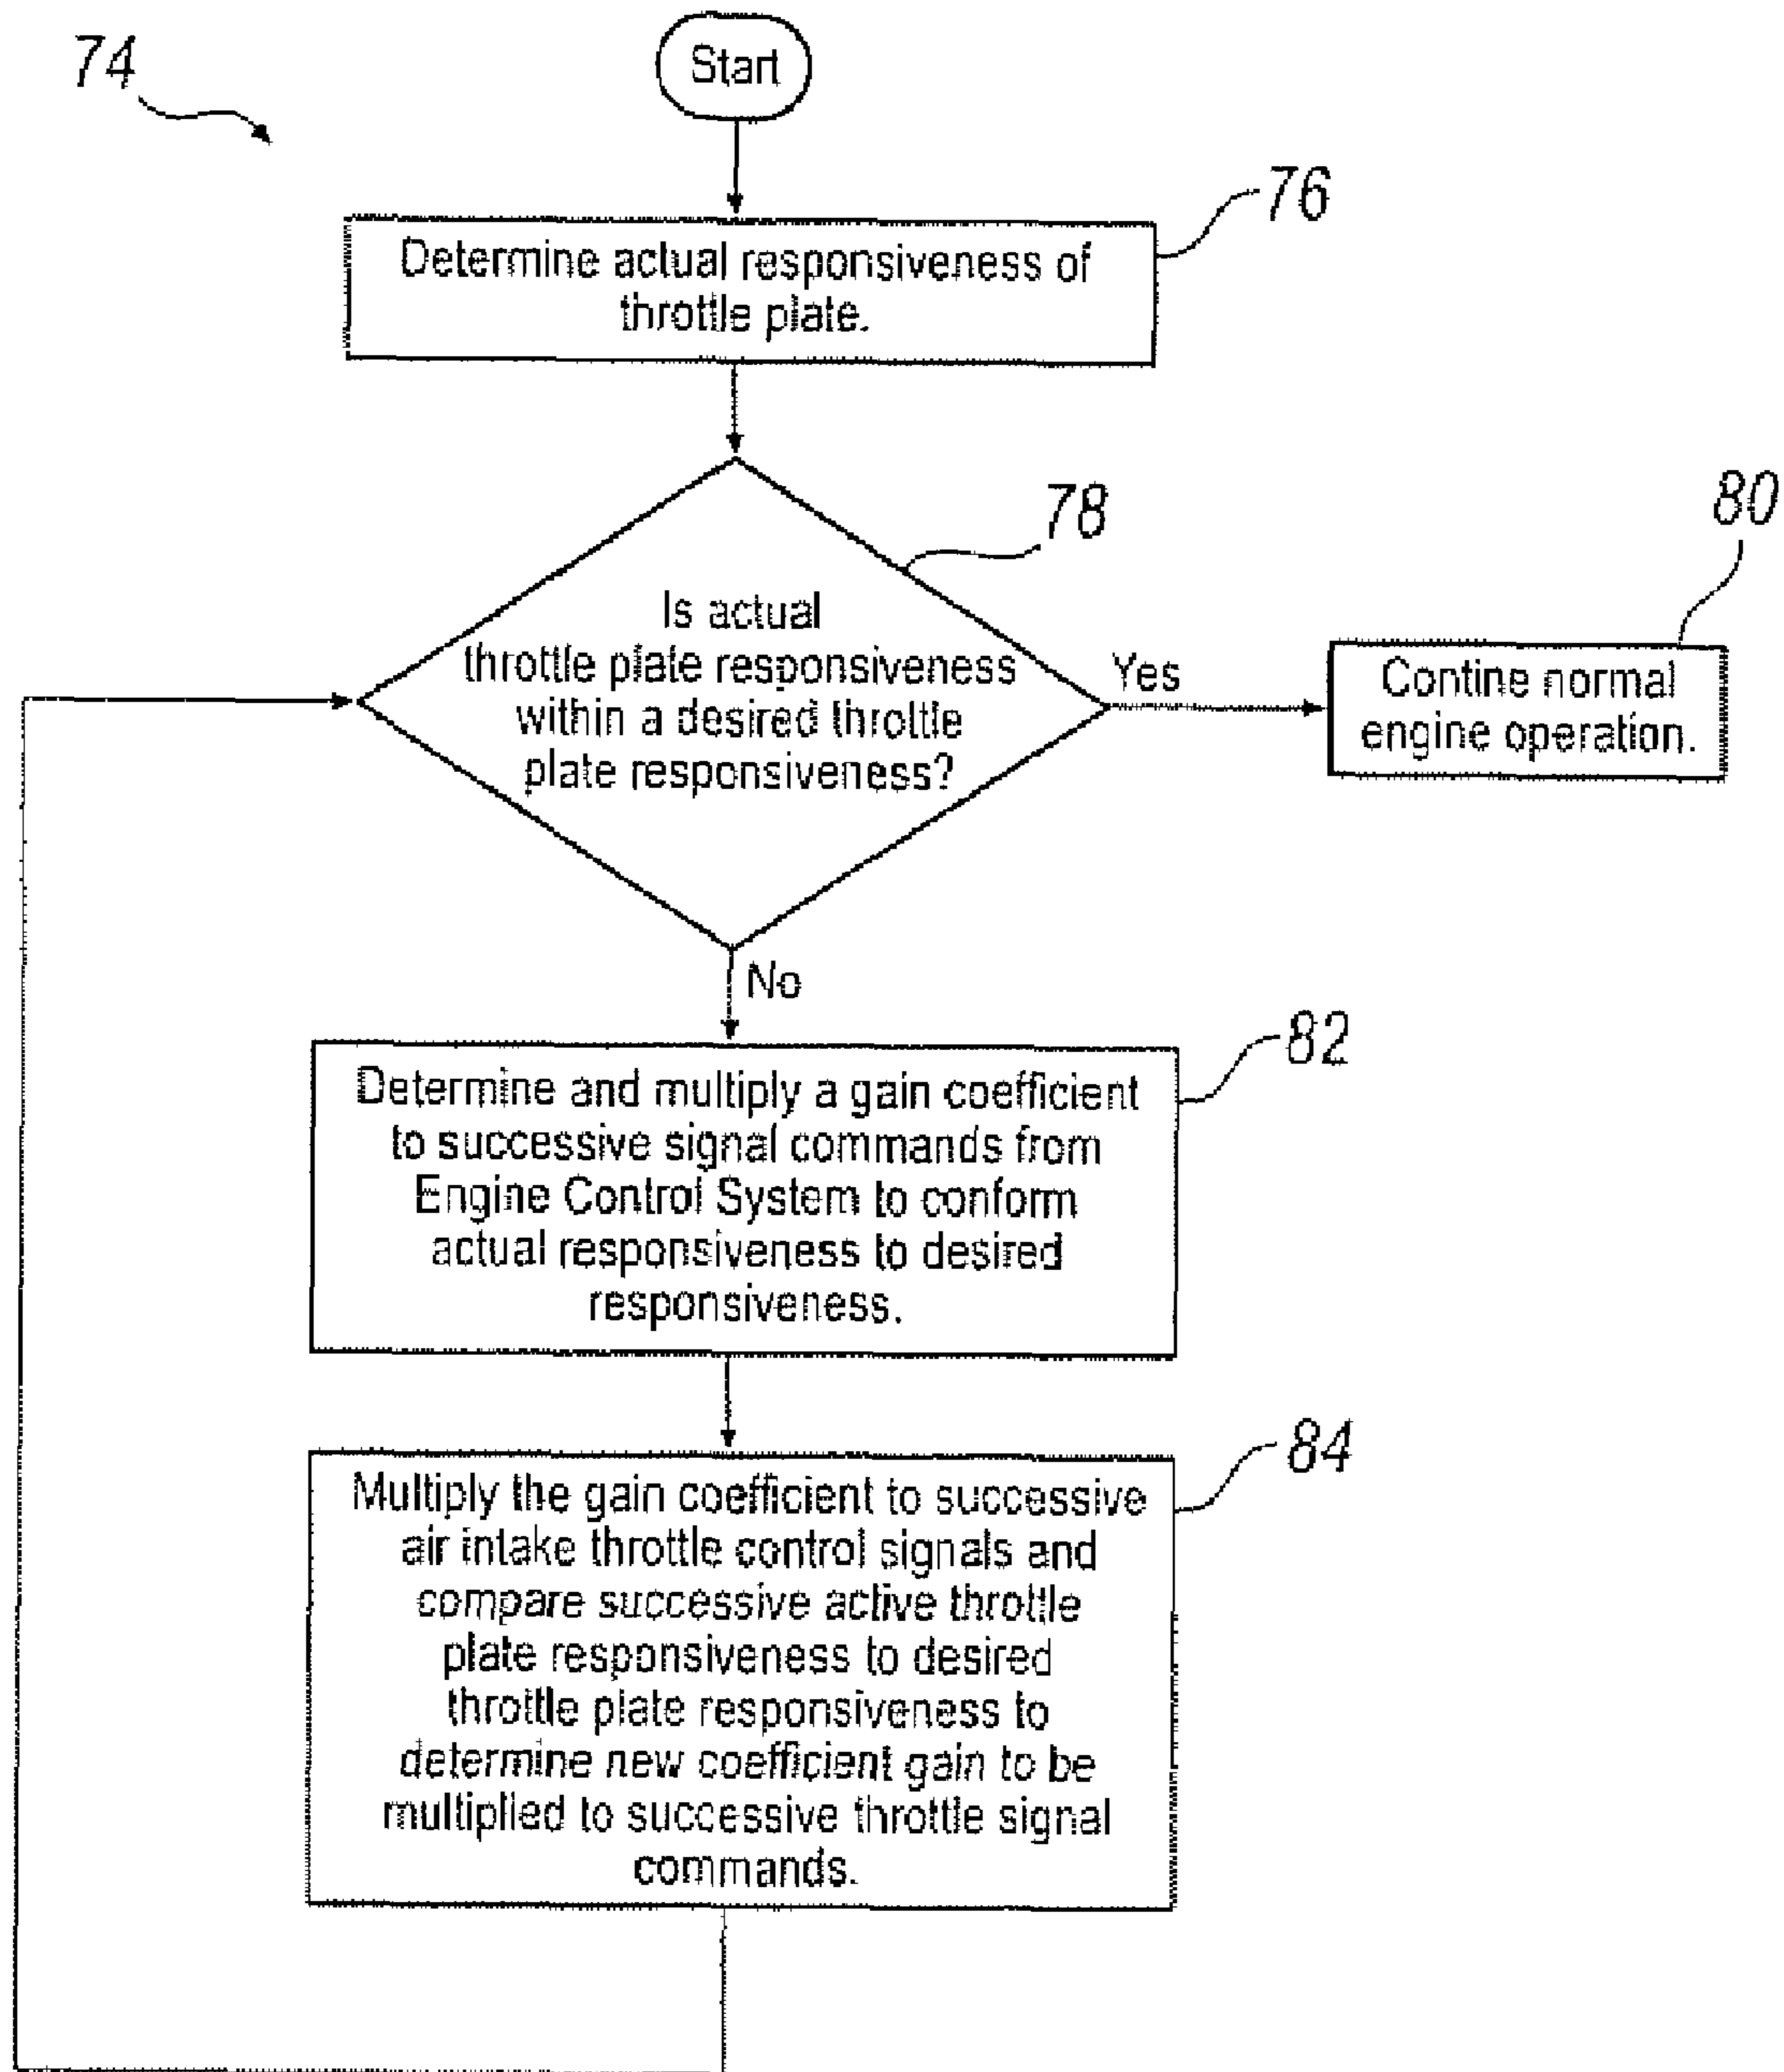 74
Start
76
Determine actual responsiveness of
throttle plate.
78
80
Is actual
throttle plate responsiveness
within a desired throttle
plate responsiveness?
Yes
Contine normal
engine operation.
No
82
Determine and multiply a gain coefficient
to successive signal commands from
Engine Control System to conform
actual responsiveness to desired
responsiveness.
84
Multiply the gain coefficient to successive
air intake throttle control signals and
compare successive active throttle
plate responsiveness to desired
throttle plate responsiveness to
determine new coefficient gain to be
multiplied to successive throttle signal
commands.